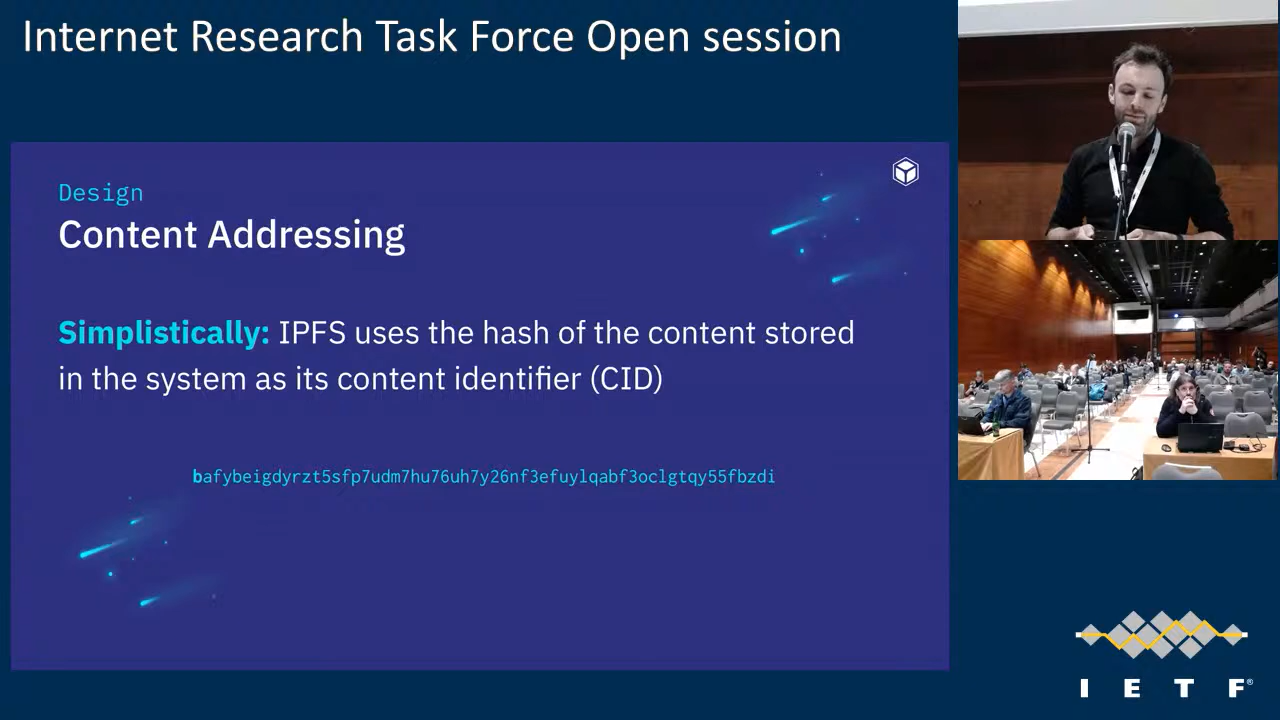 Internet Research Task Force Open session
Design
Content Addressing
Simplistically: IPFS uses the hash of the content stored
in the system as its content identifier (CID)
bafybeigdyrzt5sfp7udm7hu76uh7y26nf3efuylqabf3oclgtqy55fbzdi
IETF®